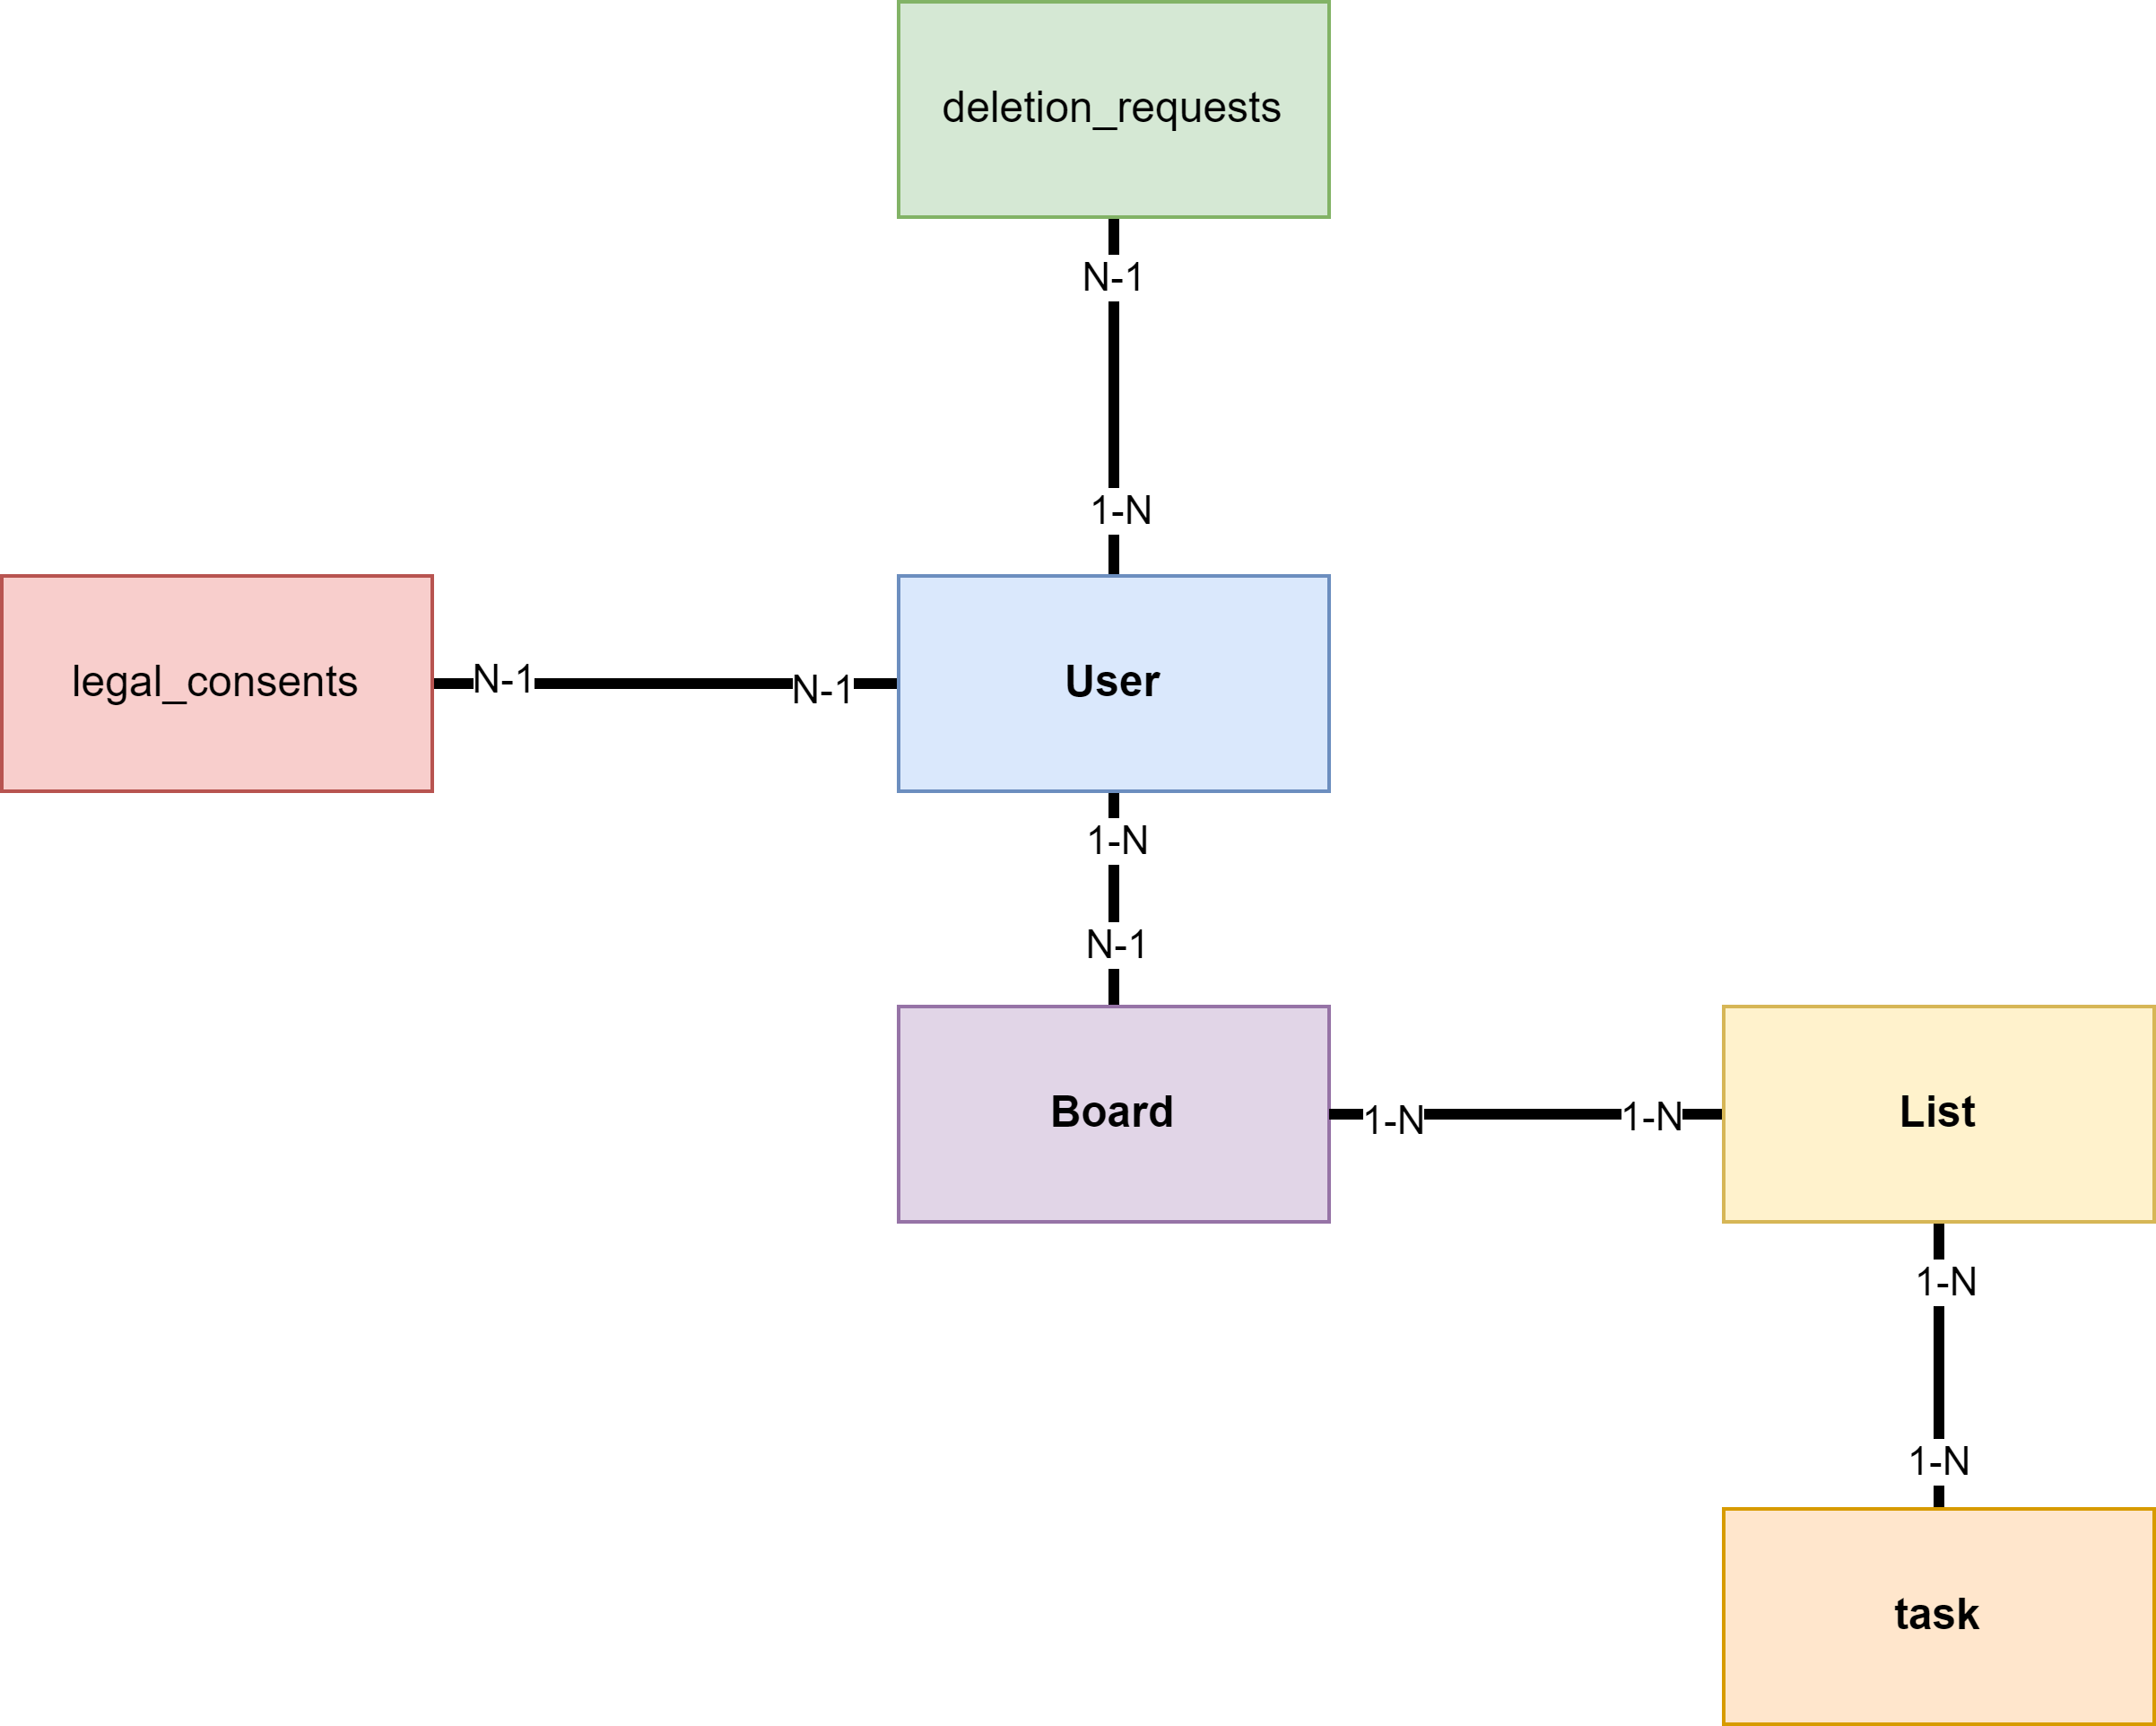 deletion_requests
N-1
1-N
legal_consents
N-1
N-1
User
1-N
N-1
Board
1-N
1-N
List
1-N
1-N
task